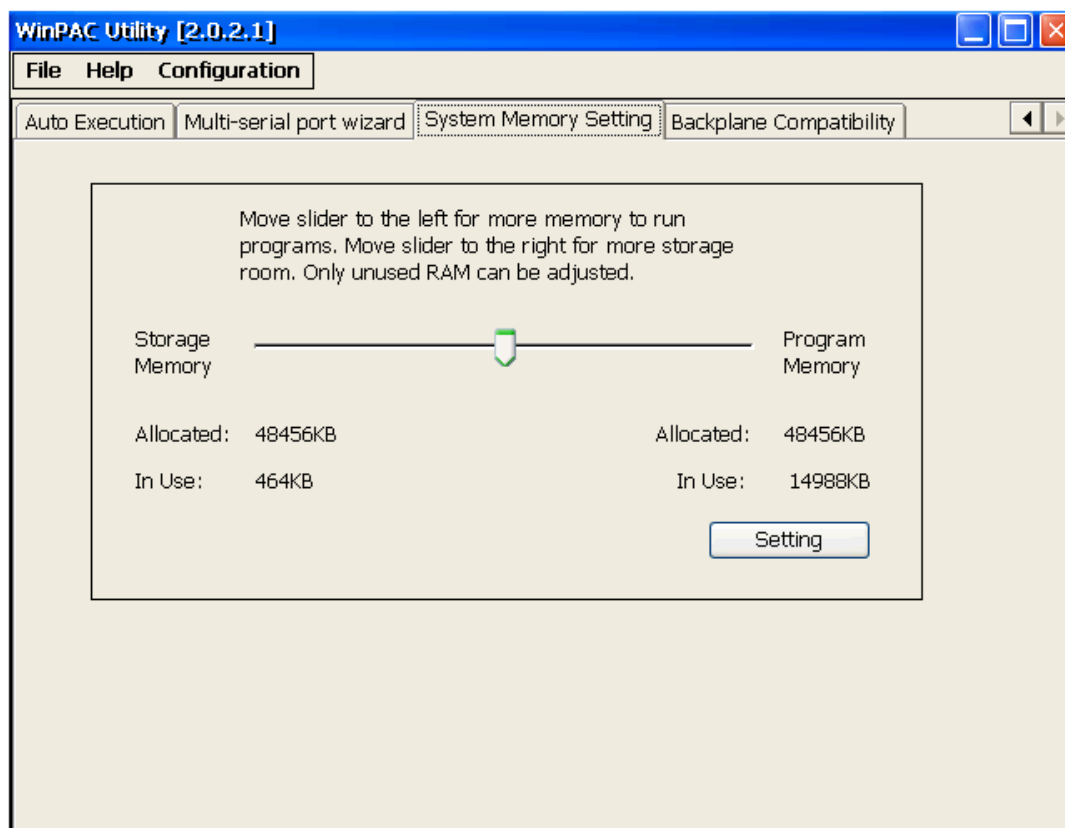 WinPAC Utility [2.0.2.1]
File Help Configuration
Auto Execution Multi-serial port wizard System Memory Setting Backplane Compatibility
Move slider to the left for more memory to run
programs. Move slider to the right for more storage
room. Only unused RAM can be adjusted.
Storage
Memory
Program
Memory
Allocated: 48456KB Allocated: 48456KB
In Use: 464KB In Use: 14988KB
Setting